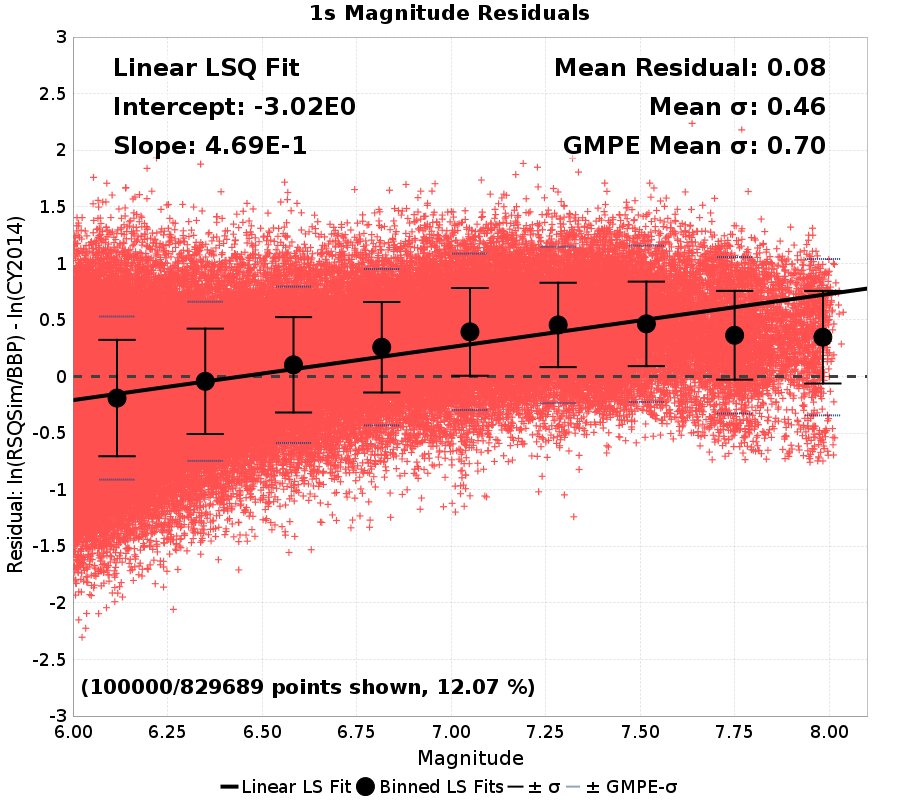 1s Magnitude Residuals
Linear LSQ Fit
Intercept: -3.02E0
Slope: 4.69E-1
Mean Residual: 0.08
Mean σ: 0.46
GMPE Mean σ: 0.70
Residual: ln(RSQSim/BBP) - ln(CY2014)
3
2.5
2
1.5
1
0.5
0
-0.5
-1
-1.5
-2
-2.5
-3
(100000/829689 points shown, 12.07 %)
6.00 6.25 6.50 6.75 7.00 7.25 7.50 7.75 8.00
Magnitude
Linear LS Fit Binned LS Fits ± σ ± GMPE-σ